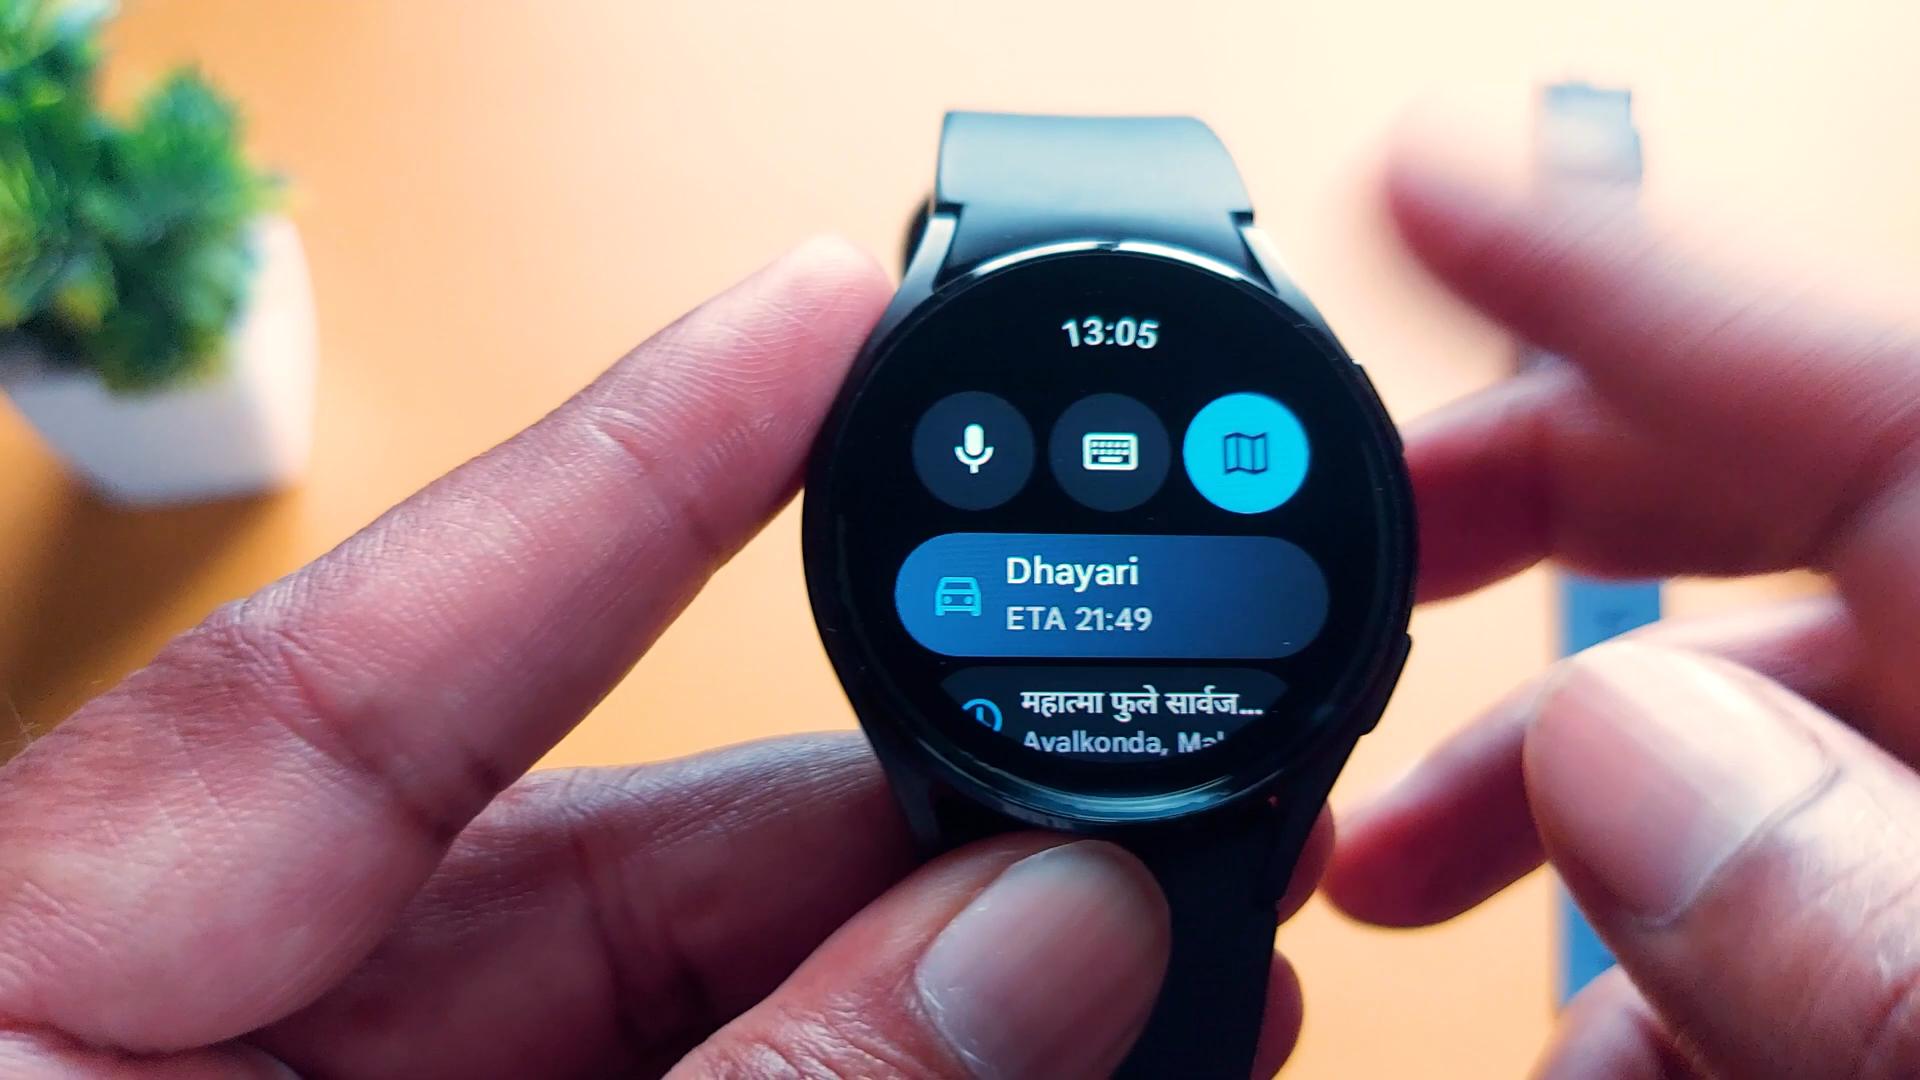 13:05
Dhayari
ETA 21:49
महात्मा फुले सार्वज...
Avalkonda,